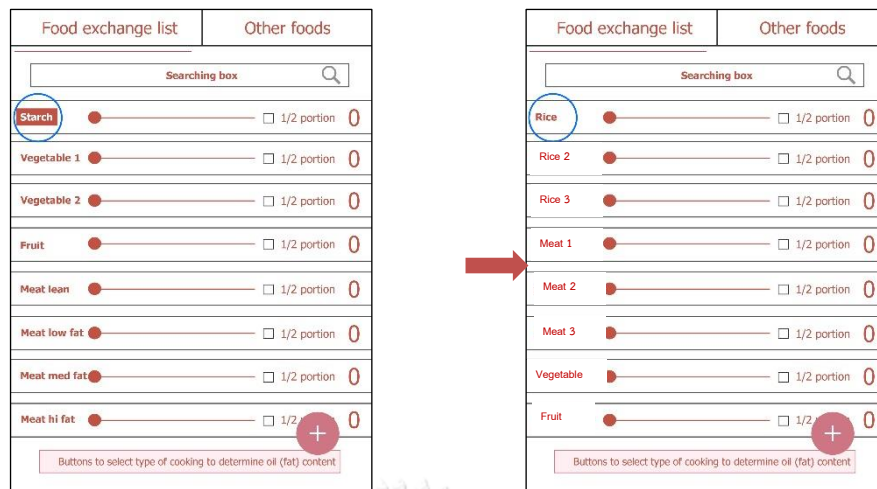 Food exchange list Other foods
Searching box
Starch 1/2 portion 0
Vegetable 1 1/2 portion 0
Vegetable 2 1/2 portion 0
Fruit 1/2 portion 0
Meat lean 1/2 portion 0
Meat low fat 1/2 portion 0
Meat med fat 1/2 portion 0
Meat hi fat 1/2 0
+
Buttons to select type of cooking to determine oil (fat) content
Food exchange list Other foods
Searching box
Rice 1/2 portion 0
Rice 2 1/2 portion 0
Rice 3 1/2 portion 0
Meat 1 1/2 portion 0
Meat 2 1/2 portion 0
Meat 3 1/2 portion 0
Vegetable 1/2 portion 0
Fruit 1/2 0
+
Buttons to select type of cooking to determine oil (fat) content